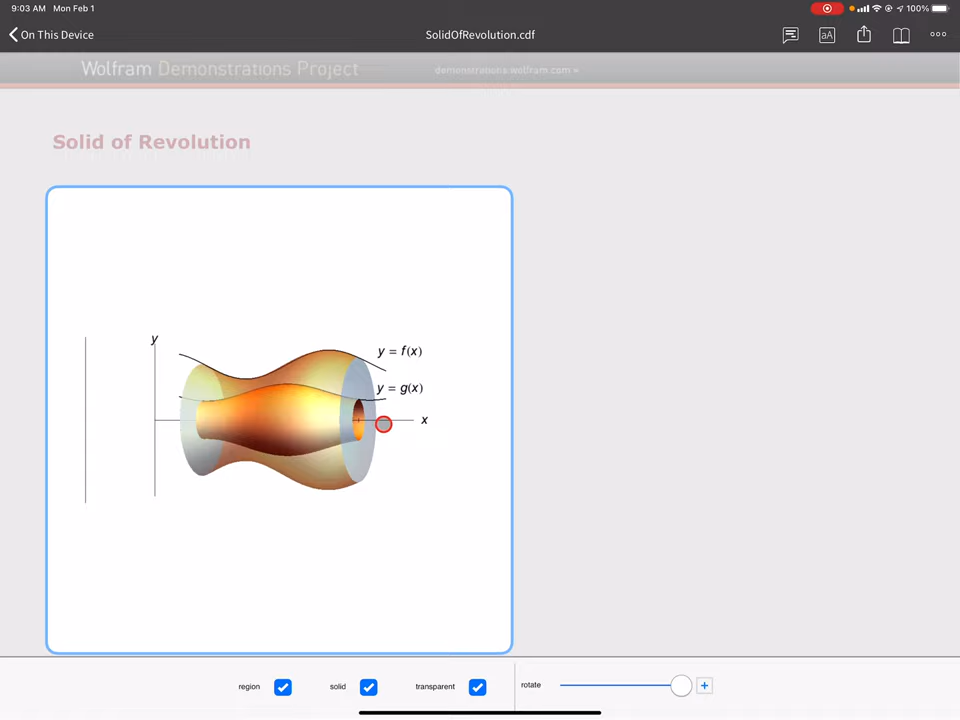 9:03 AM Mon Feb 1
100%
On This Device
SolidOfRevolution.cdf
aA
Wolfram Demonstrations Project
demonstrations.wolfram.com »
Solid of Revolution
y
y = f(x)
y = g(x)
x
region
solid
transparent
rotate